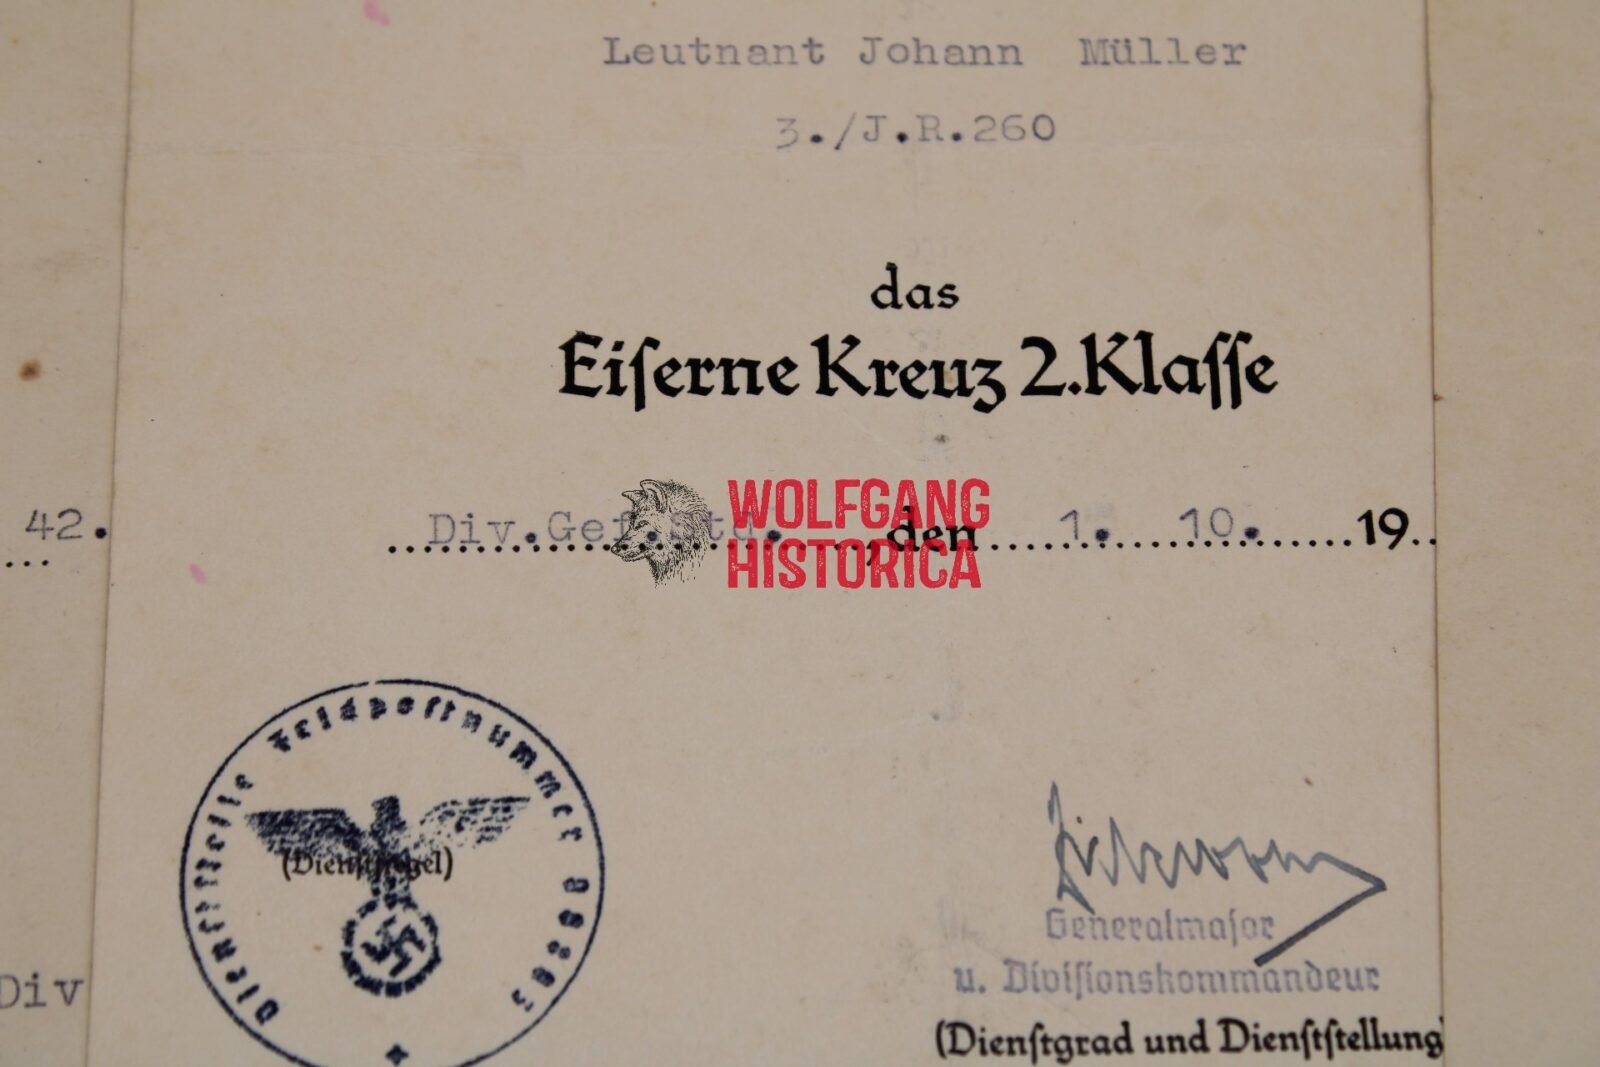 Leutnant Johann Müller
3./J.R.260
das
Eiſerne Kreuz 2.Klaſſe
42.
Div.Gef.Std. ,den 1. 10. 19
WOLFGANG
HISTORICA
Dienſtſtelle Feldpoſtnummer
(Dienſtſiegel)
Generalmajor
u. Diviſionskommandeur
Div
(Dienſtgrad und Dienſtſtellung